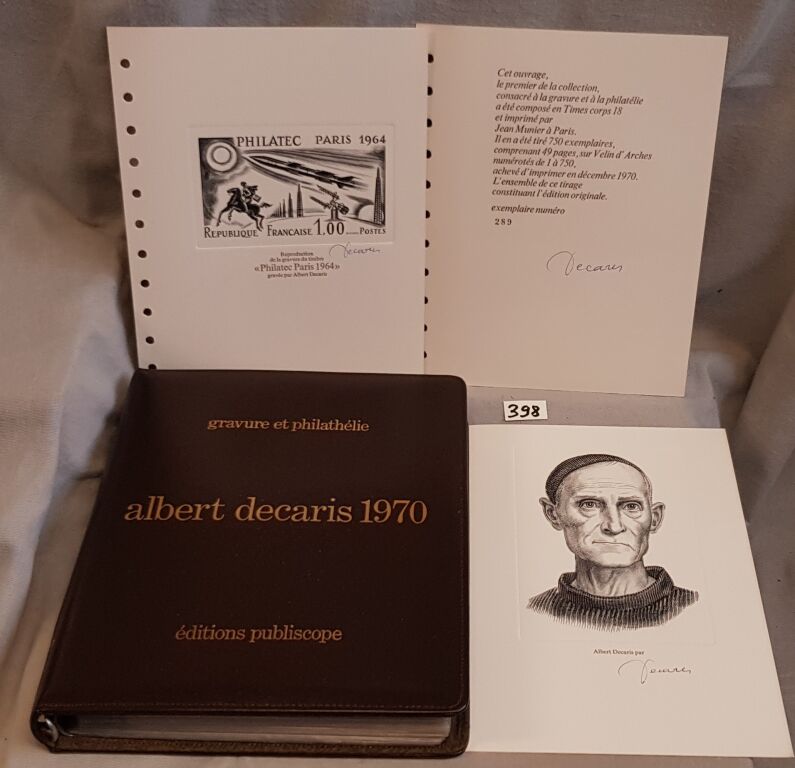 PHILATEC PARIS 1964
REPUBLIQUE FRANÇAISE 1.00 POSTES
Reproduction
de la gravure du timbre
«Philatec Paris 1964»
gravée par Albert Decaris
Decaris
Cet ouvrage,
le premier de la collection,
consacré à la gravure et à la philatélie
a été composé en Times corps 18
et imprimé par
Jean Munier à Paris.
Il en a été tiré 750 exemplaires,
comprenant 49 pages, sur Velin d'Arches
numérotés de 1 à 750,
achevé d'imprimer en décembre 1970.
L'ensemble de ce tirage
constituant l'édition originale.
exemplaire numéro
289
Decaris
gravure et philathélie
albert decaris 1970
éditions publiscope
398
Albert Decaris par
Decaris